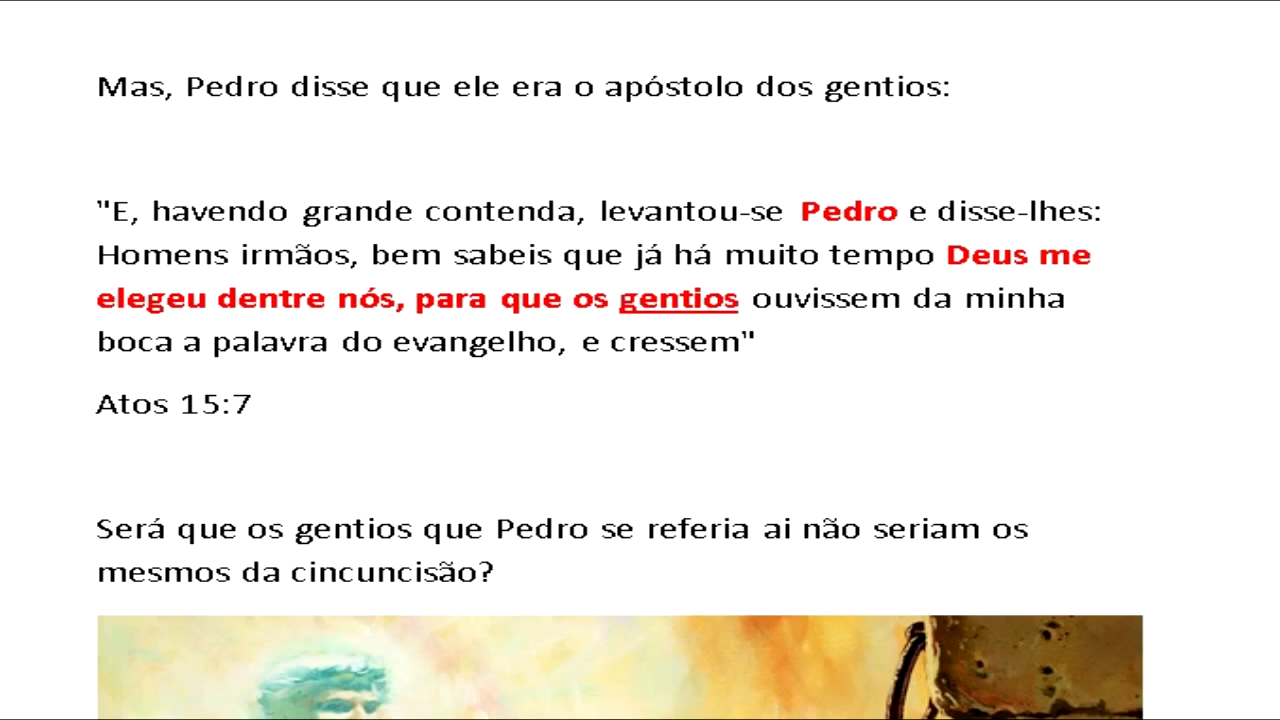 Mas, Pedro disse que ele era o apóstolo dos gentios:
"E, havendo grande contenda, levantou-se Pedro e disse-lhes:
Homens irmãos, bem sabeis que já há muito tempo Deus me
elegeu dentre nós, para que os gentios ouvissem da minha
boca a palavra do evangelho, e cressem"
Atos 15:7
Será que os gentios que Pedro se referia ai não seriam os
mesmos da cincuncisão?